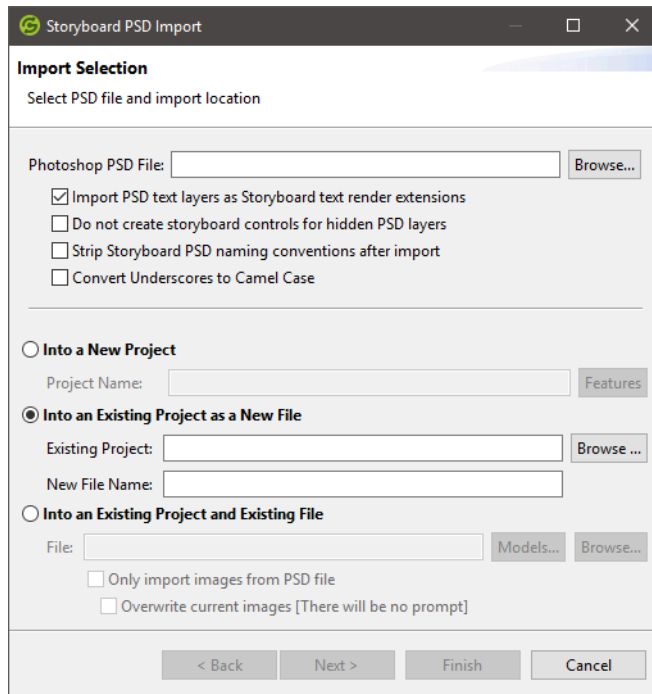 Storyboard PSD Import
Import Selection
Select PSD file and import location
Photoshop PSD File: Browse...
Import PSD text layers as Storyboard text render extensions
Do not create storyboard controls for hidden PSD layers
Strip Storyboard PSD naming conventions after import
Convert Underscores to Camel Case
Into a New Project
Project Name: Features
Into an Existing Project as a New File
Existing Project: Browse ...
New File Name:
Into an Existing Project and Existing File
File: Models... Browse...
Only import images from PSD file
Overwrite current images [There will be no prompt]
< Back Next > Finish Cancel